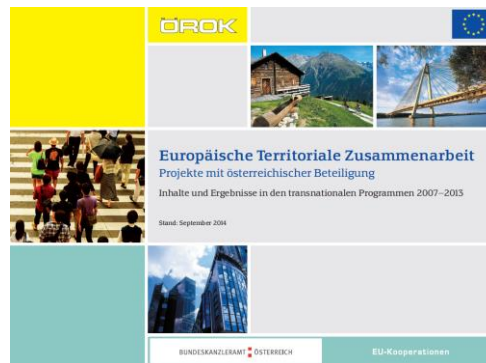 ÖROK
Europäische Territoriale Zusammenarbeit
Projekte mit österreichischer Beteiligung
Inhalte und Ergebnisse in den transnationalen Programmen 2007–2013
Stand: September 2014
BUNDESKANZLERAMT ÖSTERREICH
EU-Kooperationen